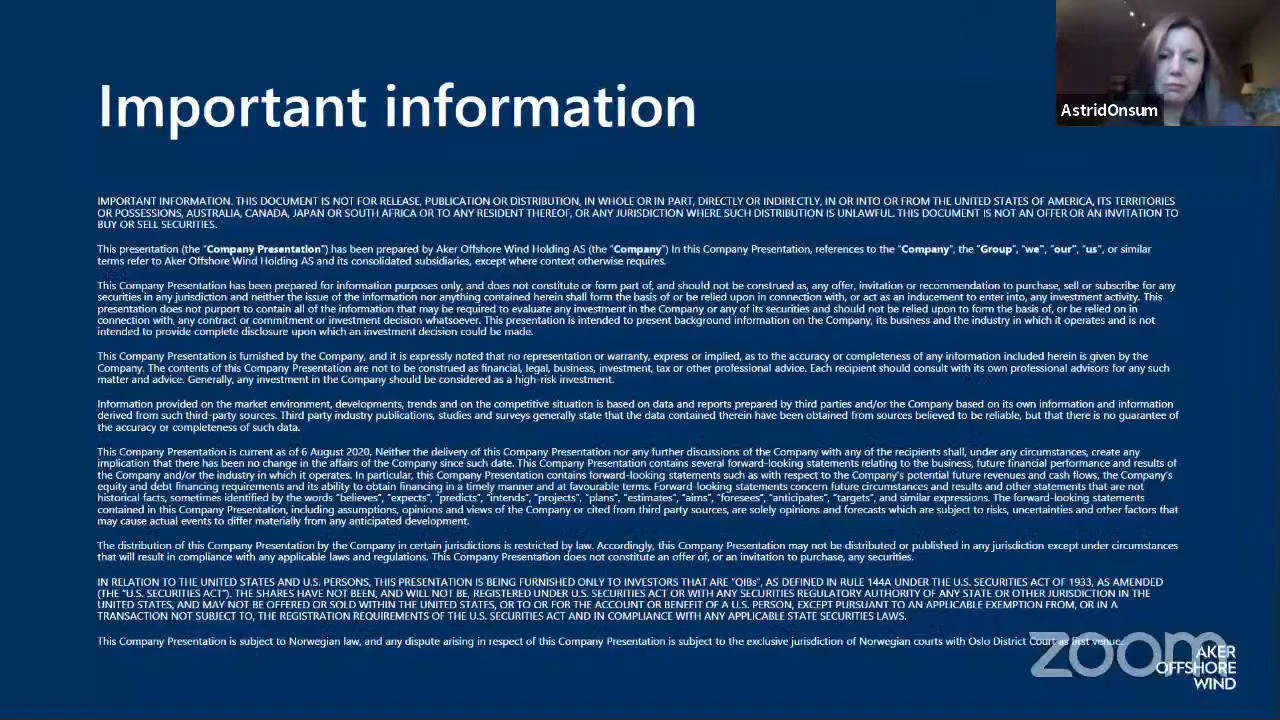 Important information
AstridOnsum
IMPORTANT INFORMATION. THIS DOCUMENT IS NOT FOR RELEASE, PUBLICATION OR DISTRIBUTION, IN WHOLE OR IN PART, DIRECTLY OR INDIRECTLY, IN OR INTO OR FROM THE UNITED STATES OF AMERICA, ITS TERRITORIES
OR POSSESSIONS, AUSTRALIA, CANADA, JAPAN OR SOUTH AFRICA OR TO ANY RESIDENT THEREOF, OR ANY JURISDICTION WHERE SUCH DISTRIBUTION IS UNLAWFUL. THIS DOCUMENT IS NOT AN OFFER OR AN INVITATION TO
BUY OR SELL SECURITIES.
This presentation (the "Company Presentation") has been prepared by Aker Offshore Wind Holding AS (the "Company") In this Company Presentation, references to the "Company", the "Group", "we", "our", "us", or similar
terms refer to Aker Offshore Wind Holding AS and its consolidated subsidiaries, except where context otherwise requires.
This Company Presentation has been prepared for information purposes only, and does not constitute or form part of, and should not be construed as, any offer, invitation or recommendation to purchase, sell or subscribe for any
securities in any jurisdiction and neither the issue of the information nor anything contained herein shall form the basis of or be relied upon in connection with, or act as an inducement to enter into, any investment activity. This
presentation does not purport to contain all of the information that may be required to evaluate any investment in the Company or any of its securities and should not be relied upon to form the basis of, or be relied on in
connection with, any contract or commitment or investment decision whatsoever. This presentation is intended to present background information on the Company, its business and the industry in which it operates and is not
intended to provide complete disclosure upon which an investment decision could be made.
This Company Presentation is furnished by the Company, and it is expressly noted that no representation or warranty, express or implied, as to the accuracy or completeness of any information included herein is given by the
Company. The contents of this Company Presentation are not to be construed as financial, legal, business, investment, tax or other professional advice. Each recipient should consult with its own professional advisors for any such
matter and advice. Generally, any investment in the Company should be considered as a high-risk investment.
Information provided on the market environment, developments, trends and on the competitive situation is based on data and reports prepared by third parties and/or the Company based on its own information and information
derived from such third-party sources. Third party industry publications, studies and surveys generally state that the data contained therein have been obtained from sources believed to be reliable, but that there is no guarantee of
the accuracy or completeness of such data.
This Company Presentation is current as of 6 August 2020. Neither the delivery of this Company Presentation nor any further discussions of the Company with any of the recipients shall, under any circumstances, create any
implication that there has been no change in the affairs of the Company since such date. This Company Presentation contains several forward-looking statements relating to the business, future financial performance and results of
the Company and/or the industry in which it operates. In particular, this Company Presentation contains forward-looking statements such as with respect to the Company's potential future revenues and cash flows, the Company's
equity and debt financing requirements and its ability to obtain financing in a timely manner and at favourable terms. Forward-looking statements concern future circumstances and results and other statements that are not
historical facts, sometimes identified by the words "believes", "expects", "predicts", "intends", "projects", "plans", "estimates", "aims", "foresees", "anticipates", "targets", and similar expressions. The forward-looking statements
contained in this Company Presentation, including assumptions, opinions and views of the Company or cited from third party sources, are solely opinions and forecasts which are subject to risks, uncertainties and other factors that
may cause actual events to differ materially from any anticipated development.
The distribution of this Company Presentation by the Company in certain jurisdictions is restricted by law. Accordingly, this Company Presentation may not be distributed or published in any jurisdiction except under circumstances
that will result in compliance with any applicable laws and regulations. This Company Presentation does not constitute an offer of, or an invitation to purchase, any securities.
IN RELATION TO THE UNITED STATES AND U.S. PERSONS, THIS PRESENTATION IS BEING FURNISHED ONLY TO INVESTORS THAT ARE "QIBs", AS DEFINED IN RULE 144A UNDER THE U.S. SECURITIES ACT OF 1933, AS AMENDED
(THE "U.S. SECURITIES ACT"). THE SHARES HAVE NOT BEEN, AND WILL NOT BE, REGISTERED UNDER U.S. SECURITIES ACT OR WITH ANY SECURITIES REGULATORY AUTHORITY OF ANY STATE OR OTHER JURISDICTION IN THE
UNITED STATES, AND MAY NOT BE OFFERED OR SOLD WITHIN THE UNITED STATES, OR TO OR FOR THE ACCOUNT OR BENEFIT OF A U.S. PERSON, EXCEPT PURSUANT TO AN APPLICABLE EXEMPTION FROM, OR IN A
TRANSACTION NOT SUBJECT TO, THE REGISTRATION REQUIREMENTS OF THE U.S. SECURITIES ACT AND IN COMPLIANCE WITH ANY APPLICABLE STATE SECURITIES LAWS.
This Company Presentation is subject to Norwegian law, and any dispute arising in respect of this Company Presentation is subject to the exclusive jurisdiction of Norwegian courts with Oslo District Court as first venue.
zoom
AKER
OFFSHORE
WIND